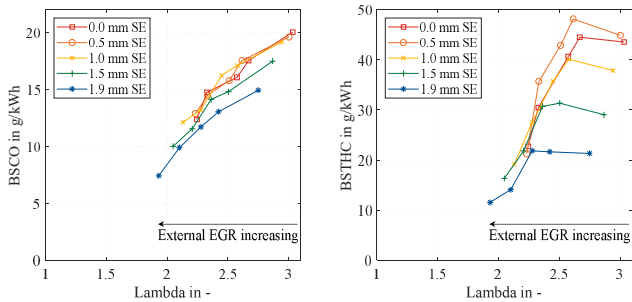 20
15
10
5
0
BSCO in g/kWh
0.0 mm SE
0.5 mm SE
1.0 mm SE
1.5 mm SE
1.9 mm SE
External EGR increasing
1 1.5 2 2.5 3
Lambda in -
50
40
30
20
10
0
BSTHC in g/kWh
0.0 mm SE
0.5 mm SE
1.0 mm SE
1.5 mm SE
1.9 mm SE
External EGR increasing
1 1.5 2 2.5 3
Lambda in -